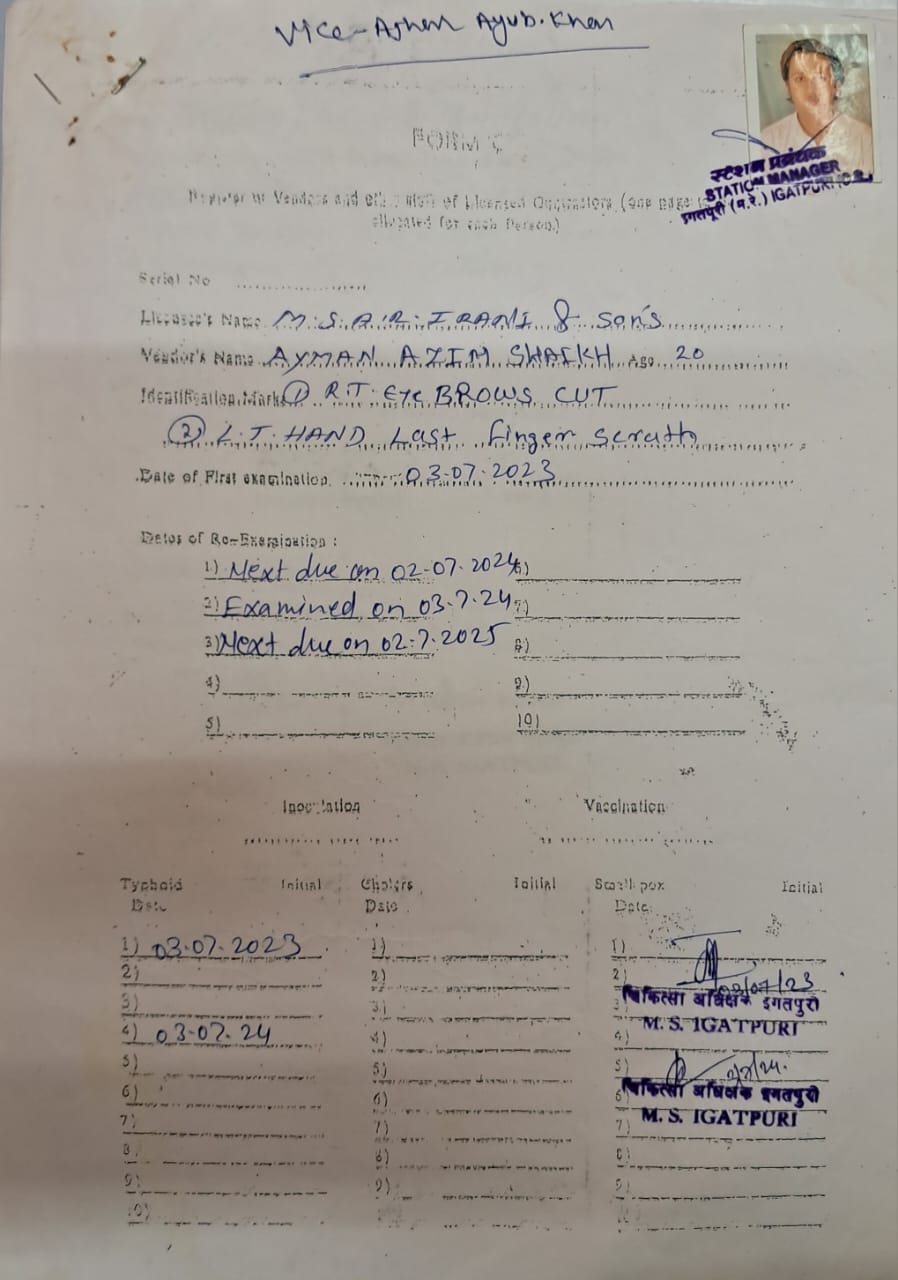 Vice - Ashem Ayub. Khan
FORM C
स्टेशन प्रबंधक
STATION MANAGER
इगतपूरी (म.रे.) IGATPURI (C.R.)
Register of Vendors and other staff of Licensed Contractors (one page
allocated for each Person.)
Serial No ..................
Licensee's Name M.S.A.R. IRANI & Son's
Vendor's Name AYMAN AZIM SHAIKH Age 20
Identification Marks ① R.T. Eye BROWS CUT
② L.T. HAND Last finger Scrath
Date of First examination 03.07.2023
Dates of Re-Examination :
1) Next due on 02.07.2024 6)
2) Examined on 03.7.24 7)
3) Next due on 02.7.2025 8)
4) 9)
5) 10)
Inoculation Vaccination
Typhoid Initial Cholera Initial Small pox Initial
Date Date Date
1) 03.07.2023 1) 1)
2) 2) 2) 03/07/23
3) 3) 3) चिकित्सा अधिक्षक इगतपुरी
M. S. IGATPURI
4) 03.07.24 4) 4)
5) 5) 5)
6) 6) 6) चिकित्सा अधिक्षक इगतपुरी
7) 7) 7) M. S. IGATPURI
8) 8) 8)
9) 9) 9)
10)